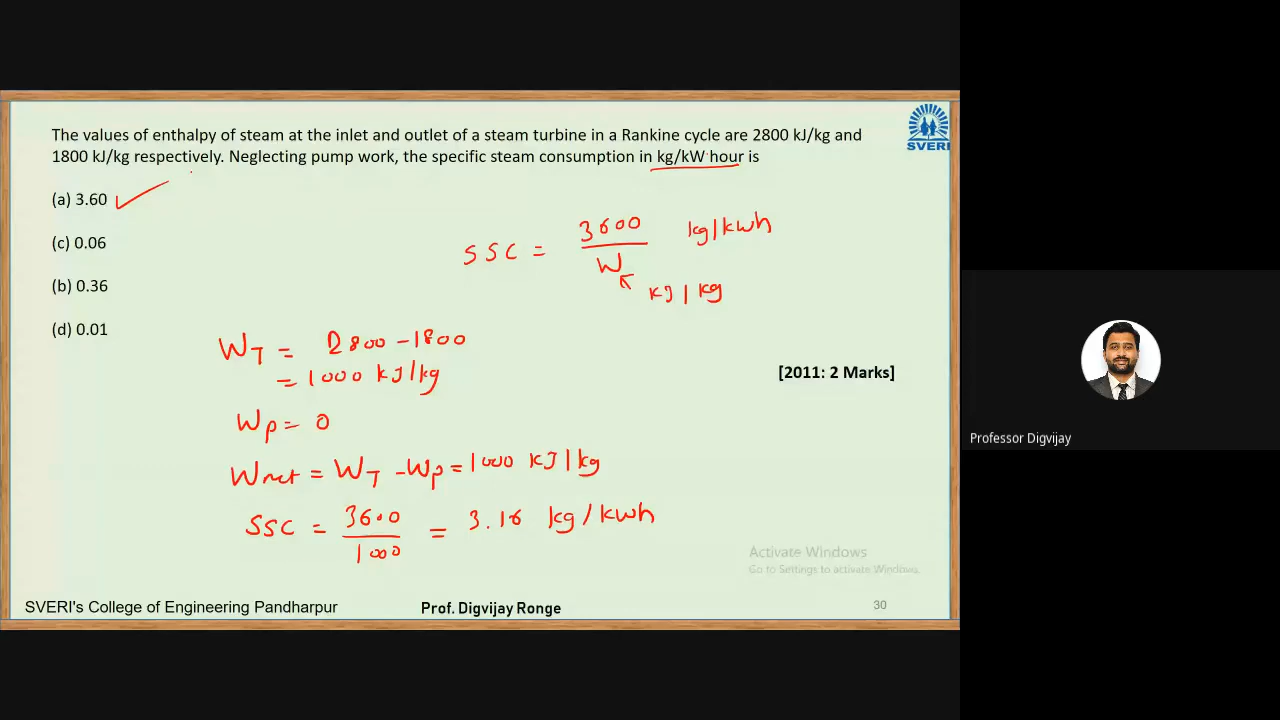 The values of enthalpy of steam at the inlet and outlet of a steam turbine in a Rankine cycle are 2800 kJ/kg and
1800 kJ/kg respectively. Neglecting pump work, the specific steam consumption in kg/kW hour is
SVERI
(a) 3.60
(c) 0.06
(b) 0.36
(d) 0.01
SSC = 3600 / W kg/kwh
kJ/kg
WT = 2800 - 1800
= 1000 kJ/kg
[2011: 2 Marks]
Wp = 0
Wnet = WT - Wp = 1000 kJ/kg
SSC = 3600 / 1000 = 3.16 kg/kwh
Activate Windows
Go to Settings to activate Windows.
SVERI's College of Engineering Pandharpur
Prof. Digvijay Ronge
30
Professor Digvijay